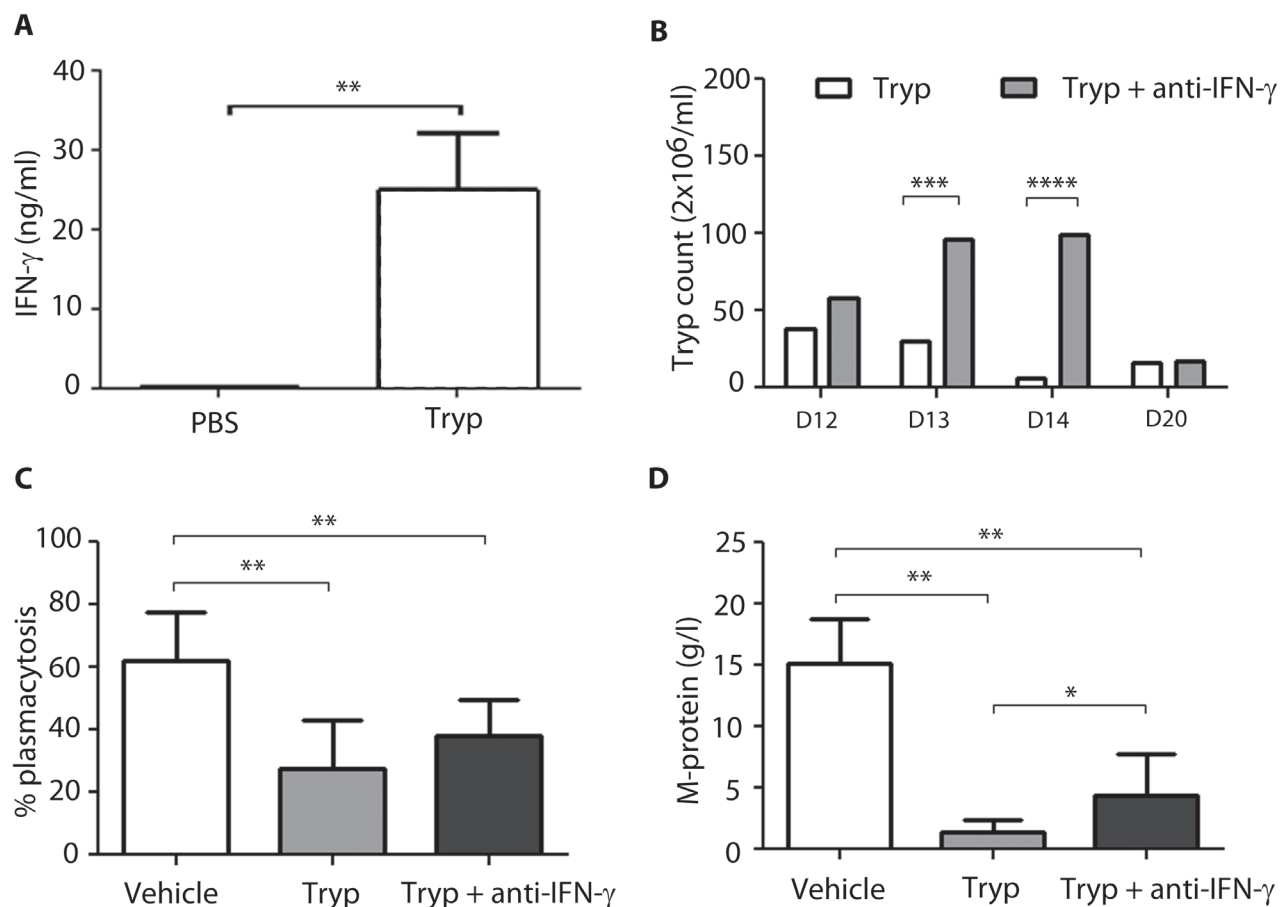 A
IFN-γ (ng/ml)
40
30
20
10
0
**
PBS
Tryp
B
Tryp count (2x10⁶/ml)
200
150
100
50
0
Tryp
Tryp + anti-IFN-γ
***
****
D12
D13
D14
D20
C
% plasmacytosis
100
80
60
40
20
0
**
**
Vehicle
Tryp
Tryp + anti-IFN-γ
D
M-protein (g/l)
25
20
15
10
5
0
**
**
*
Vehicle
Tryp
Tryp + anti-IFN-γ